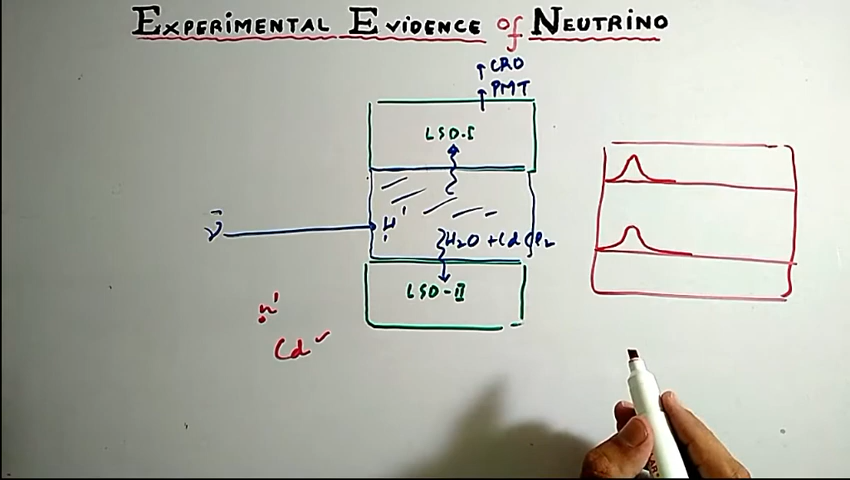 EXPERIMENTAL EVIDENCE of NEUTRINO
CRO
PMT
LSD-I
ν̄
H'
H₂O + CdCl₂
LSD-II
n'
Cd ✓